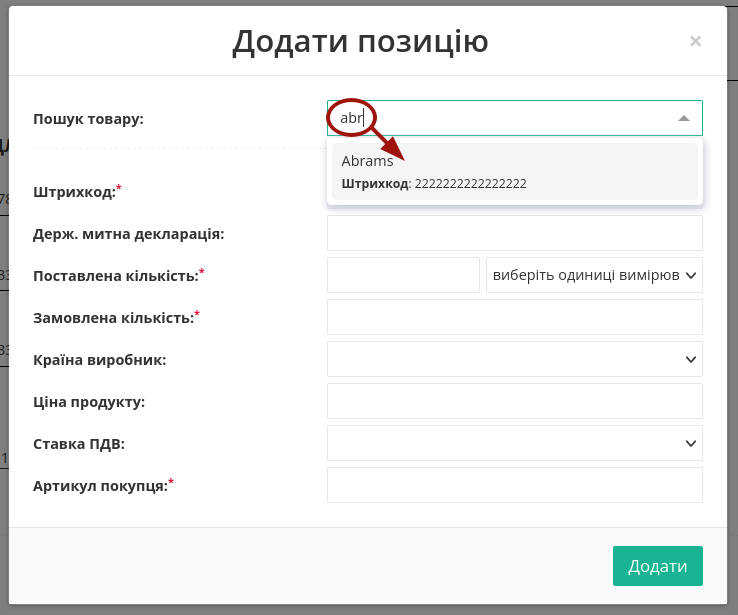 Додати позицію
×
Пошук товару:
abr
Abrams
Штрихкод: 2222222222222222
Штрихкод:*
Держ. митна декларація:
Поставлена кількість:*
виберіть одиниці вимірюв
Замовлена кількість:*
Країна виробник:
Ціна продукту:
Ставка ПДВ:
Артикул покупця:*
Додати